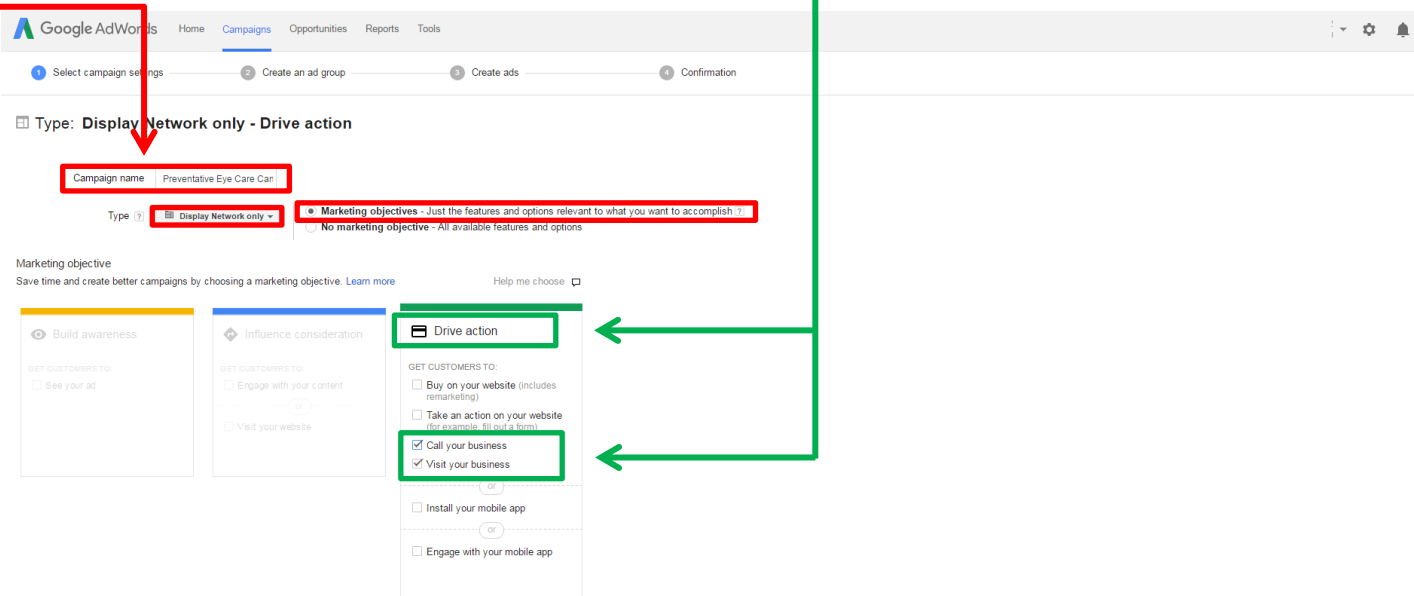 Google AdWords Home Campaigns Opportunities Reports Tools
1 Select campaign settings 2 Create an ad group 3 Create ads 4 Confirmation
Type: Display Network only - Drive action
Campaign name Preventative Eye Care Can
Type ? Display Network only Marketing objectives - Just the features and options relevant to what you want to accomplish ?
No marketing objective - All available features and options
Marketing objective
Save time and create better campaigns by choosing a marketing objective. Learn more Help me choose
Build awareness
GET CUSTOMERS TO:
See your ad
Influence consideration
GET CUSTOMERS TO:
Engage with your content
or
Visit your website
Drive action
GET CUSTOMERS TO:
Buy on your website (includes
remarketing)
Take an action on your website
(for example, fill out a form)
Call your business
Visit your business
or
Install your mobile app
or
Engage with your mobile app